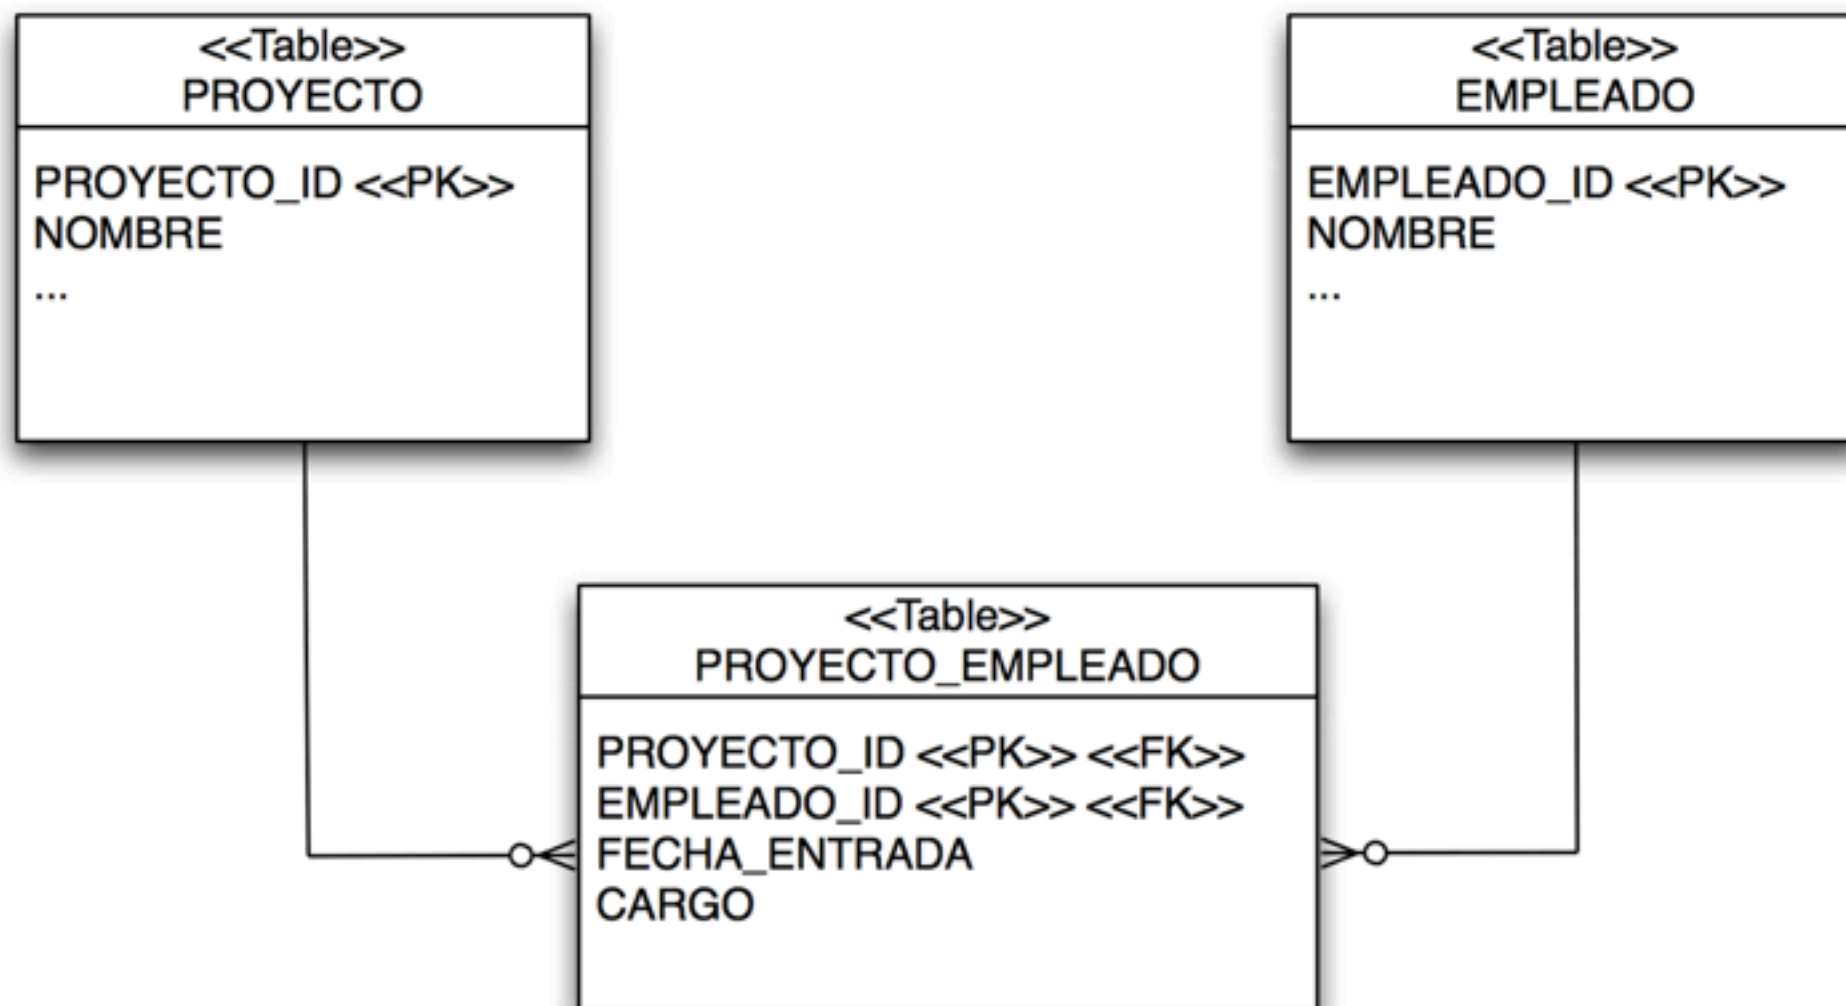 <<Table>>
PROYECTO
PROYECTO_ID <<PK>>
NOMBRE
...
<<Table>>
EMPLEADO
EMPLEADO_ID <<PK>>
NOMBRE
...
<<Table>>
PROYECTO_EMPLEADO
PROYECTO_ID <<PK>> <<FK>>
EMPLEADO_ID <<PK>> <<FK>>
FECHA_ENTRADA
CARGO